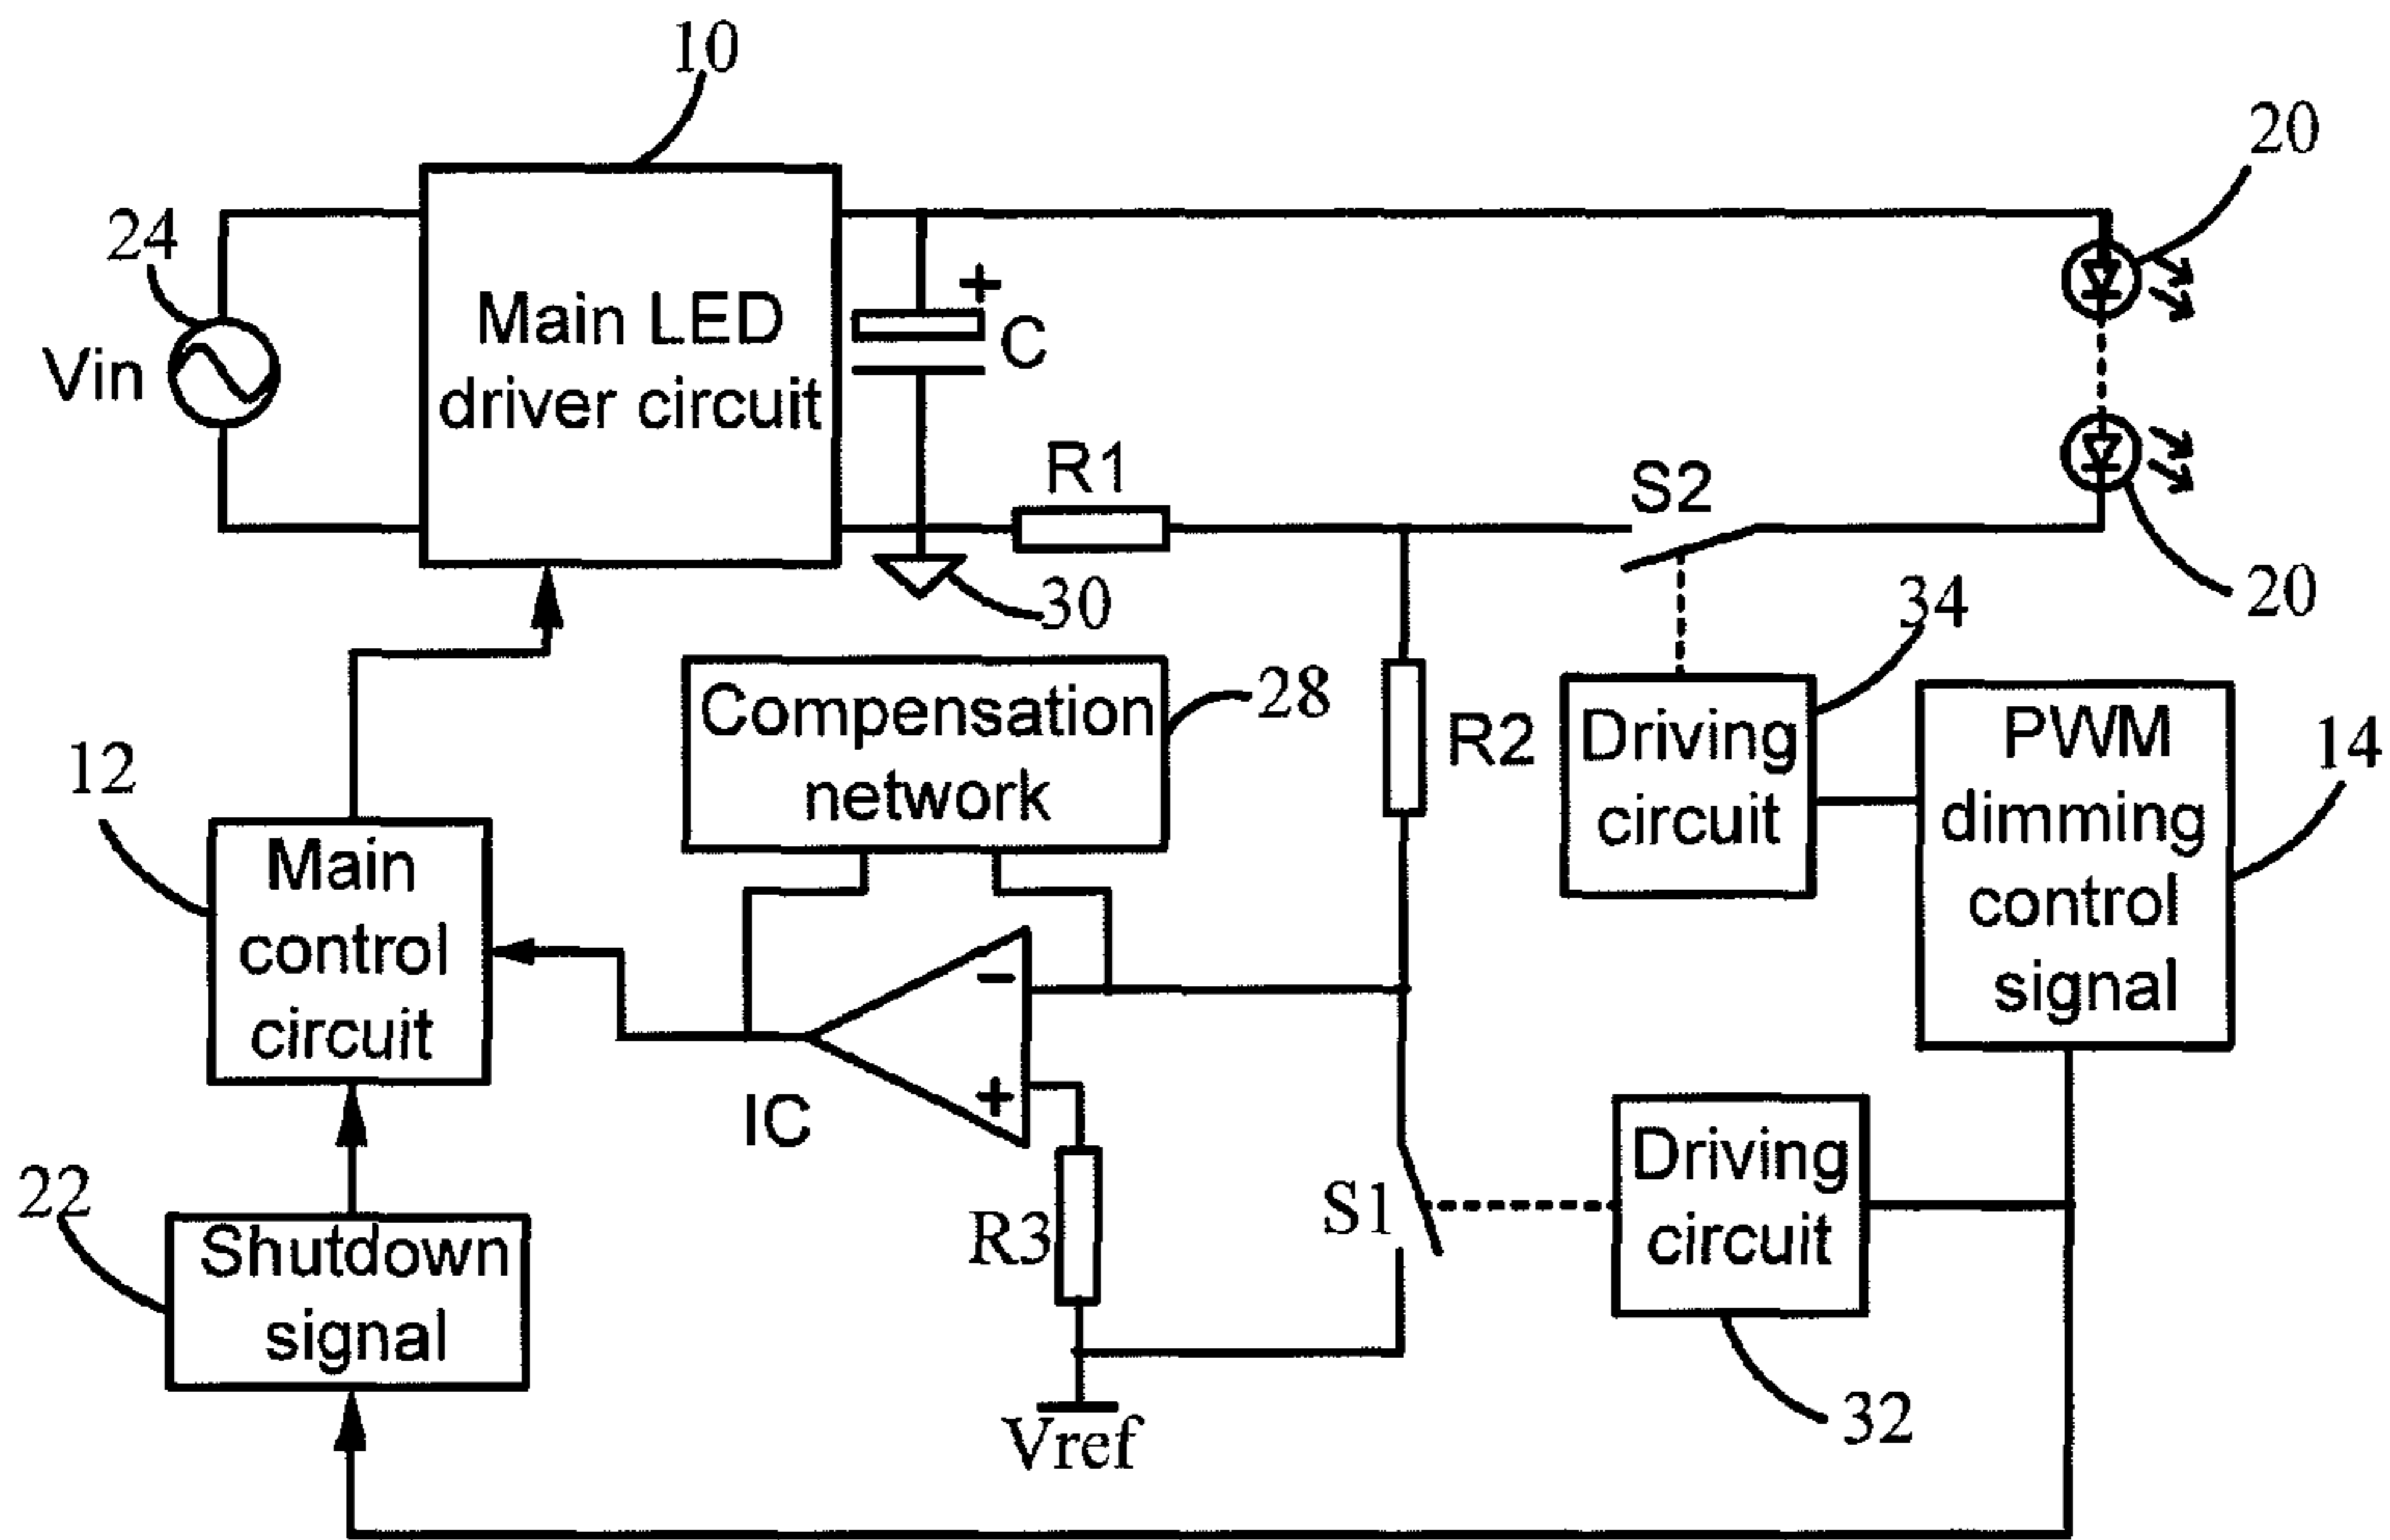 10
20
24
Vin
Main LED
driver circuit
+
C
R1
S2
20
30
34
Compensation
network
28
R2
Driving
circuit
PWM
dimming
control
signal
14
12
Main
control
circuit
-
+
IC
R3
S1
Driving
circuit
22
Shutdown
signal
Vref
32